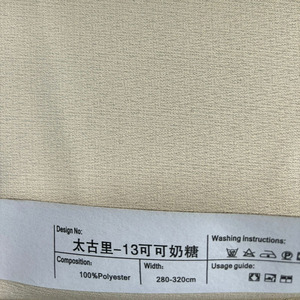 Design No:
太古里-13可可奶糖
Washing instructions:
Composition:
Width:
Usage guide:
100%Polyester
280-320cm